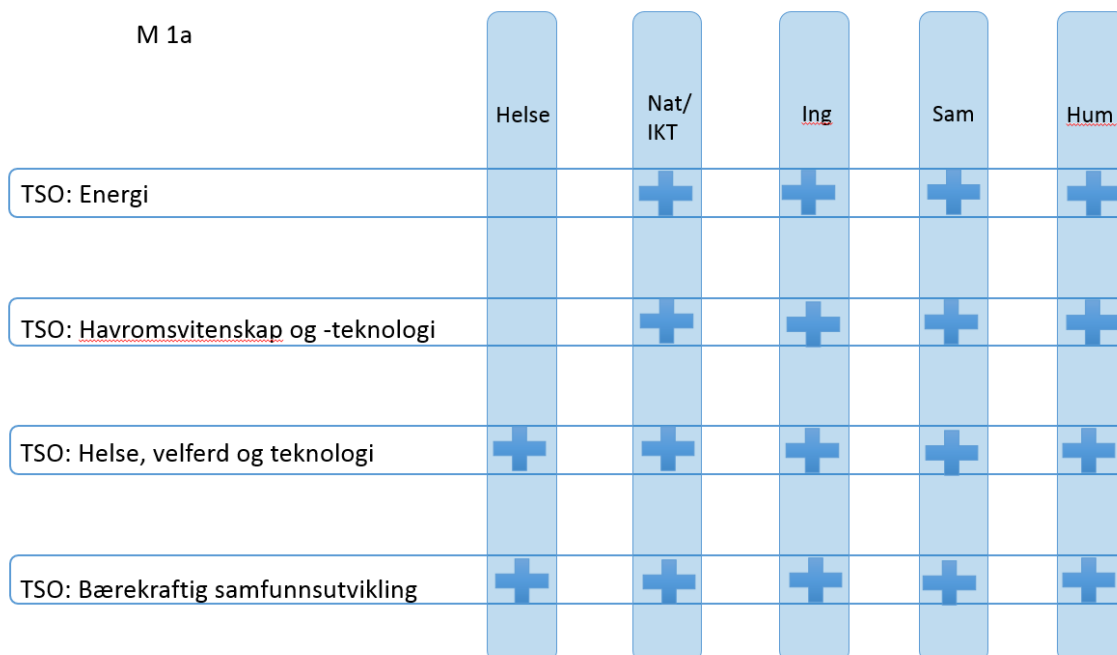 M 1a
Helse
Nat/
IKT
Ing
Sam
Hum
TSO: Energi
TSO: Havromsvitenskap og -teknologi
TSO: Helse, velferd og teknologi
TSO: Bærekraftig samfunnsutvikling